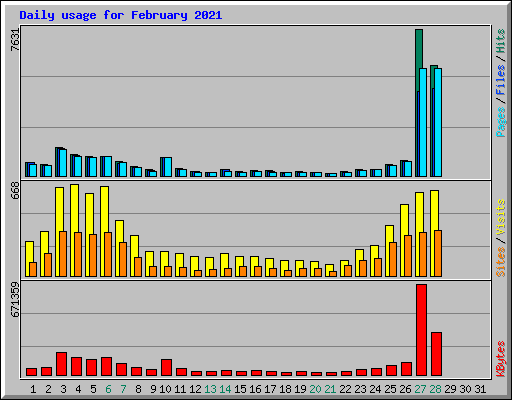 Daily usage for February 2021
7631
Pages / Files / Hits
668
Sites / Visits
671359
KBytes
1 2 3 4 5 6 7 8 9 10 11 12 13 14 15 16 17 18 19 20 21 22 23 24 25 26 27 28 29 30 31